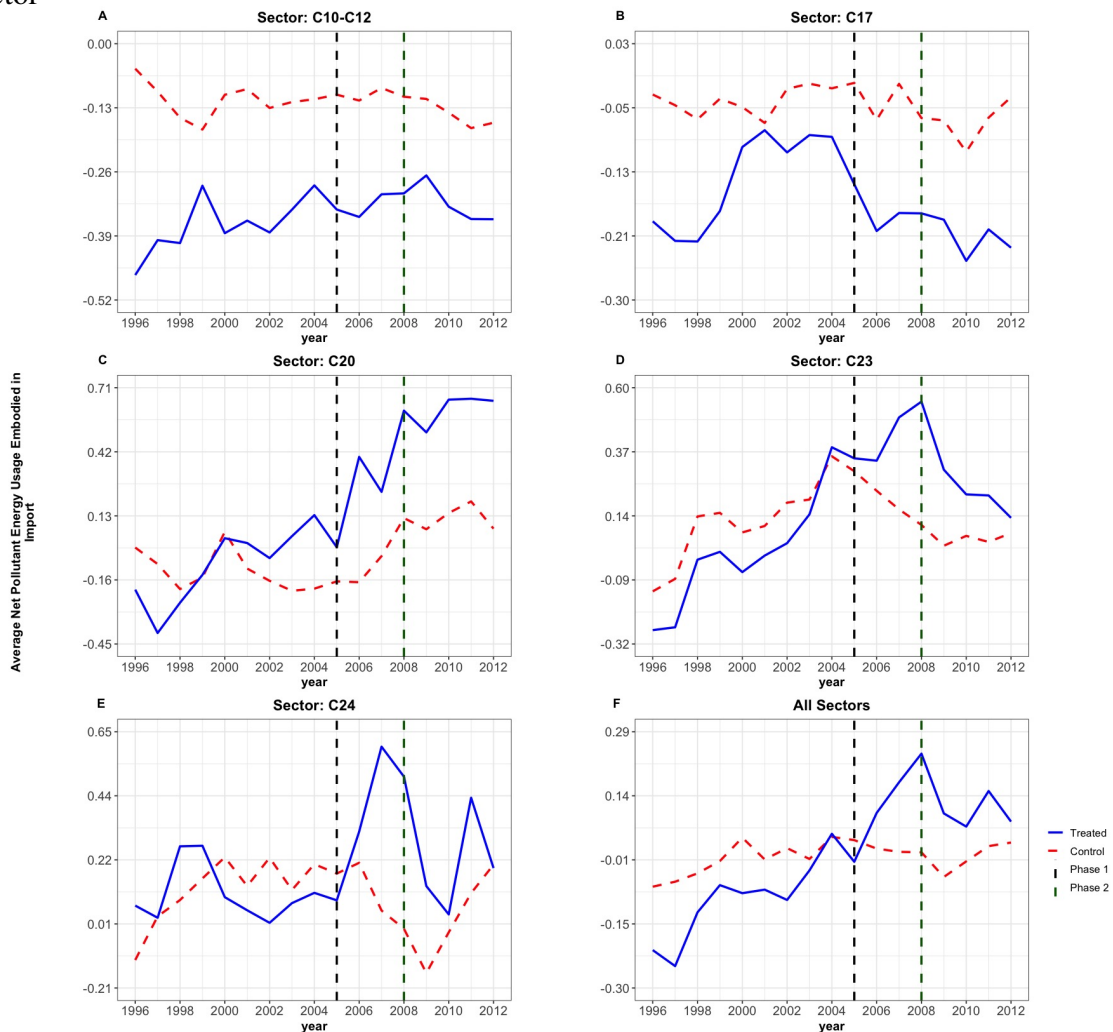 A
Sector: C10-C12
0.00
-0.13
-0.26
-0.39
-0.52
1996 1998 2000 2002 2004 2006 2008 2010 2012
year
B
Sector: C17
0.03
-0.05
-0.13
-0.21
-0.30
1996 1998 2000 2002 2004 2006 2008 2010 2012
year
Average Net Pollutant Energy Usage Embodied in
Import
C
Sector: C20
0.71
0.42
0.13
-0.16
-0.45
1996 1998 2000 2002 2004 2006 2008 2010 2012
year
D
Sector: C23
0.60
0.37
0.14
-0.09
-0.32
1996 1998 2000 2002 2004 2006 2008 2010 2012
year
E
Sector: C24
0.65
0.44
0.22
0.01
-0.21
1996 1998 2000 2002 2004 2006 2008 2010 2012
year
F
All Sectors
0.29
0.14
-0.01
-0.15
-0.30
1996 1998 2000 2002 2004 2006 2008 2010 2012
year
Treated
Control
Phase 1
Phase 2